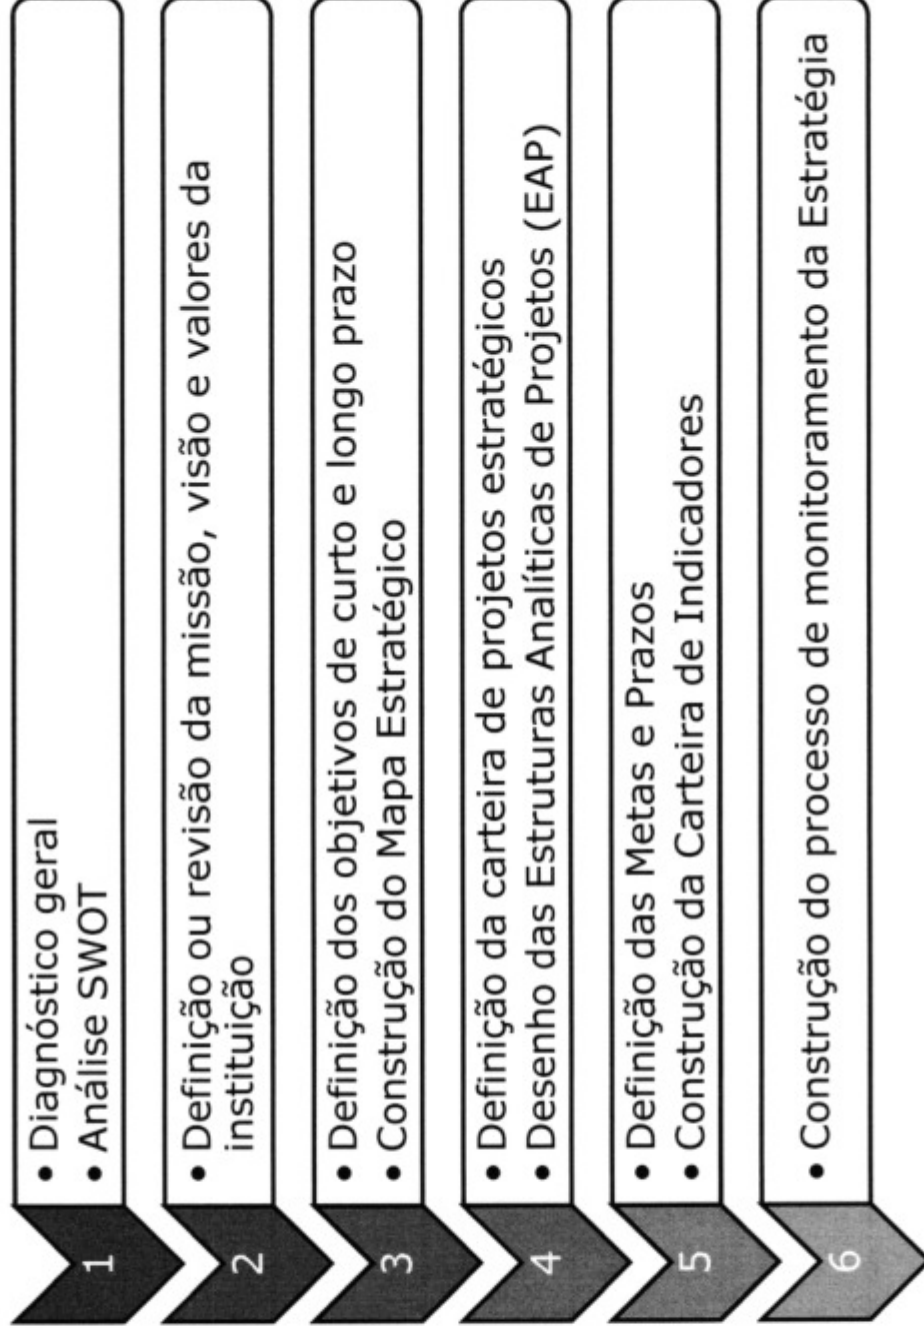 1
• Diagnóstico geral
• Análise SWOT
2
• Definição ou revisão da missão, visão e valores da
instituição
3
• Definição dos objetivos de curto e longo prazo
• Construção do Mapa Estratégico
4
• Definição da carteira de projetos estratégicos
• Desenho das Estruturas Analíticas de Projetos (EAP)
5
• Definição das Metas e Prazos
• Construção da Carteira de Indicadores
6
• Construção do processo de monitoramento da Estratégia